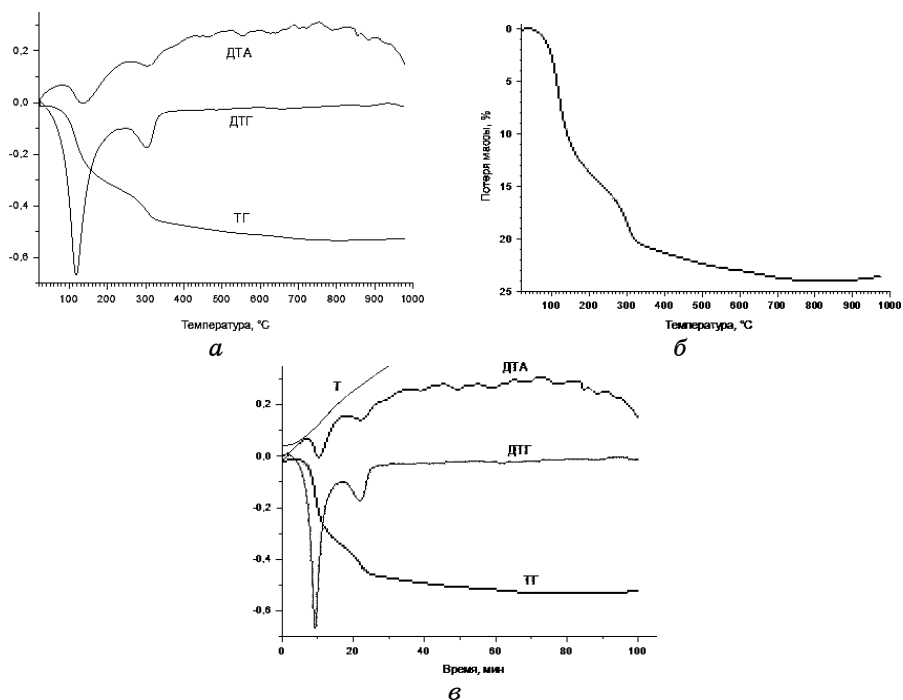 0,2
0,0
-0,2
-0,4
-0,6
ДТА
ДТГ
ТГ
100 200 300 400 500 600 700 800 900 1000
Температура, °C
а
0
5
10
15
20
25
Потеря массы, %
100 200 300 400 500 600 700 800 900 1000
Температура, °C
б
0,2
0,0
-0,2
-0,4
-0,6
Т
ДТА
ДТГ
ТГ
0 20 40 60 80 100
Время, мин
в